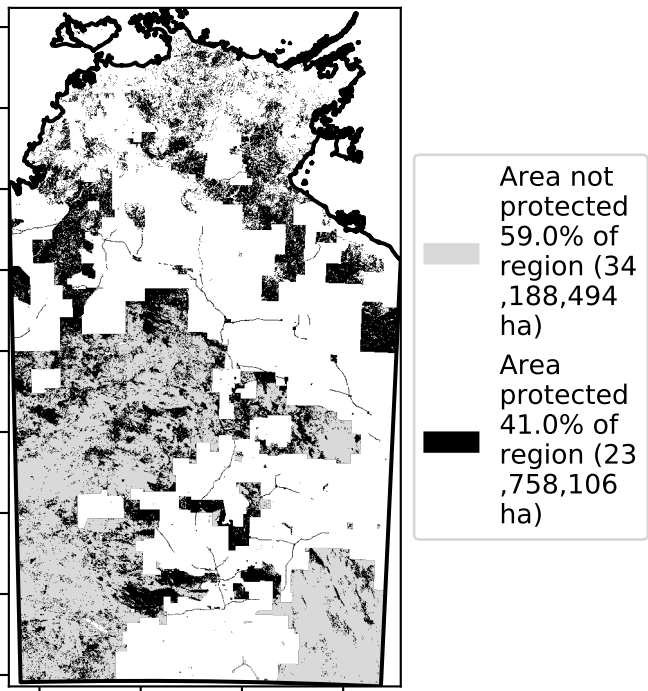 Area not
protected
59.0% of
region (34
,188,494
ha)
Area
protected
41.0% of
region (23
,758,106
ha)